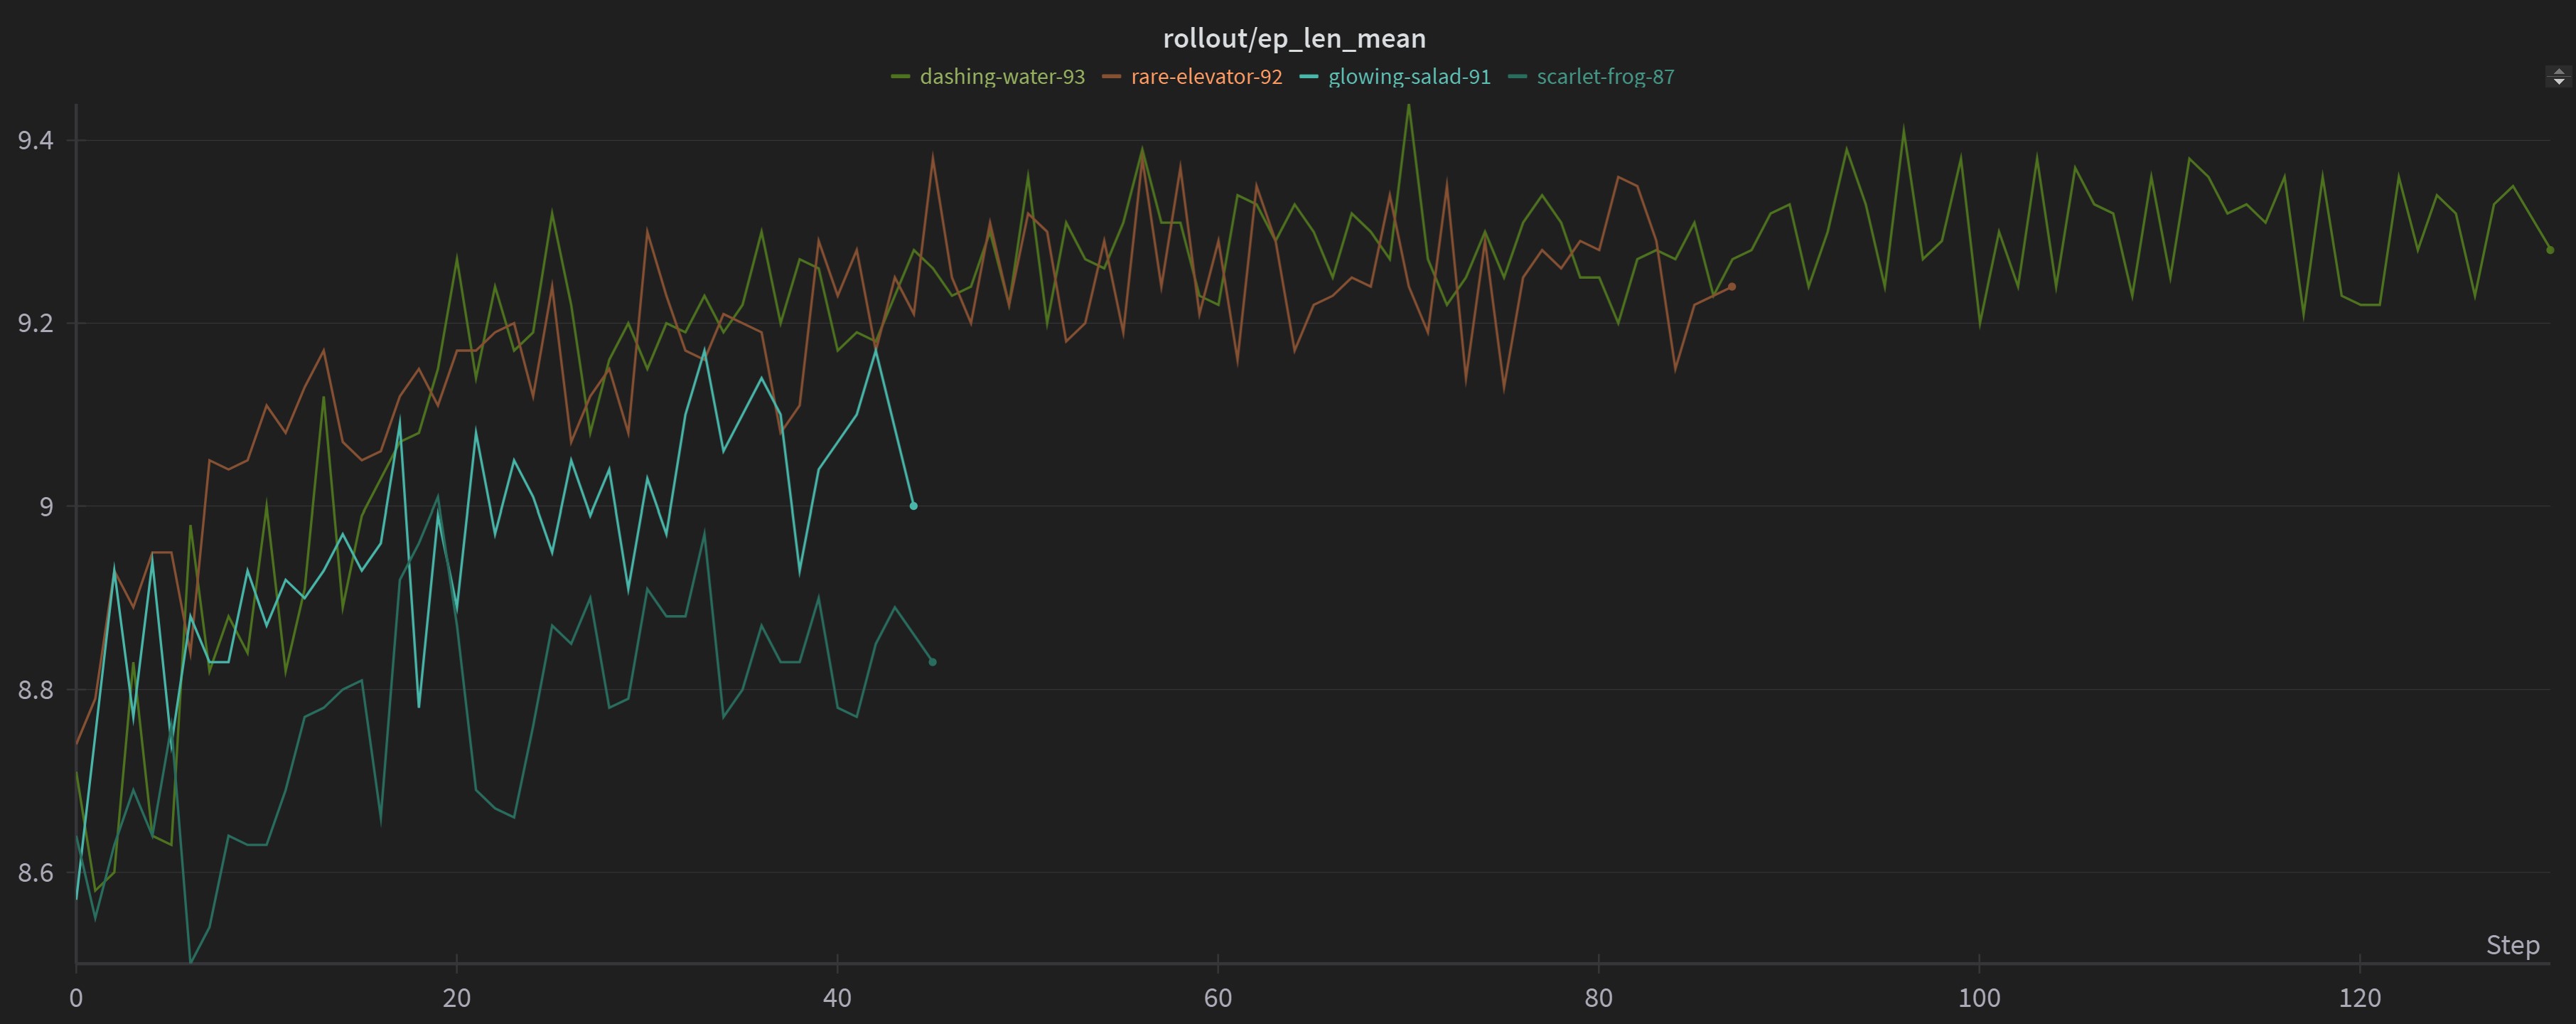 rollout/ep_len_mean
dashing-water-93 rare-elevator-92 glowing-salad-91 scarlet-frog-87
9.4
9.2
9
8.8
8.6
Step
0 20 40 60 80 100 120